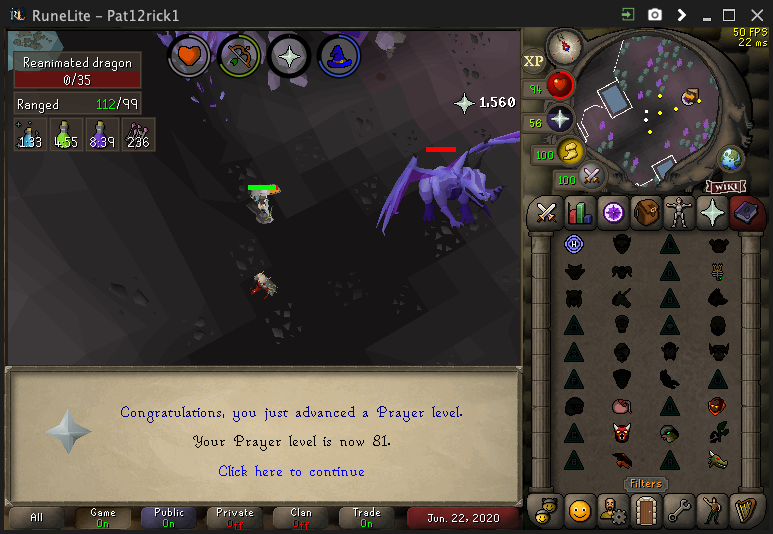 RuneLite - Pat12rick1
50 FPS
22 ms
Reanimated dragon
0/35
Ranged 112/99
1:33
4:55
8:39
236
1,560
XP
94
56
100
100
WIKI
Congratulations, you just advanced a Prayer level.
Your Prayer level is now 81.
Click here to continue
Filters
All
Game
On
Public
On
Private
Off
Clan
Off
Trade
On
Jun. 22, 2020